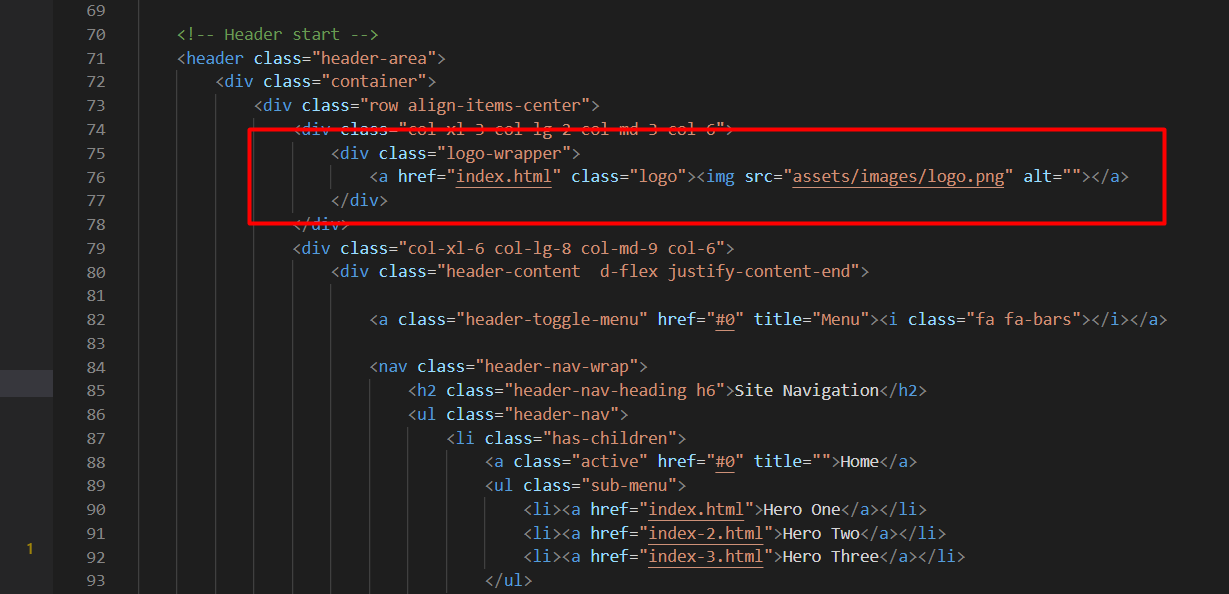 69
70 <!-- Header start -->
71 <header class="header-area">
72 <div class="container">
73 <div class="row align-items-center">
74 <div class="col-xl-3 col-lg-2 col-md-3 col-6">
75 <div class="logo-wrapper">
76 <a href="index.html" class="logo"><img src="assets/images/logo.png" alt=""></a>
77 </div>
78 </div>
79 <div class="col-xl-6 col-lg-8 col-md-9 col-6">
80 <div class="header-content  d-flex justify-content-end">
81
82 <a class="header-toggle-menu" href="#0" title="Menu"><i class="fa fa-bars"></i></a>
83
84 <nav class="header-nav-wrap">
85 <h2 class="header-nav-heading h6">Site Navigation</h2>
86 <ul class="header-nav">
87 <li class="has-children">
88 <a class="active" href="#0" title="">Home</a>
89 <ul class="sub-menu">
90 <li><a href="index.html">Hero One</a></li>
91 <li><a href="index-2.html">Hero Two</a></li>
1
92 <li><a href="index-3.html">Hero Three</a></li>
93 </ul>